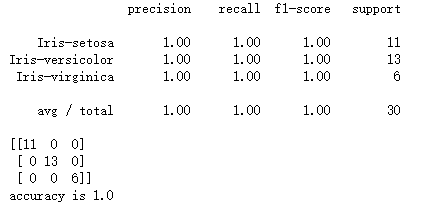 precision recall f1-score support
Iris-setosa 1.00 1.00 1.00 11
Iris-versicolor 1.00 1.00 1.00 13
Iris-virginica 1.00 1.00 1.00 6
avg / total 1.00 1.00 1.00 30
[[11 0 0]
[ 0 13 0]
[ 0 0 6]]
accuracy is 1.0